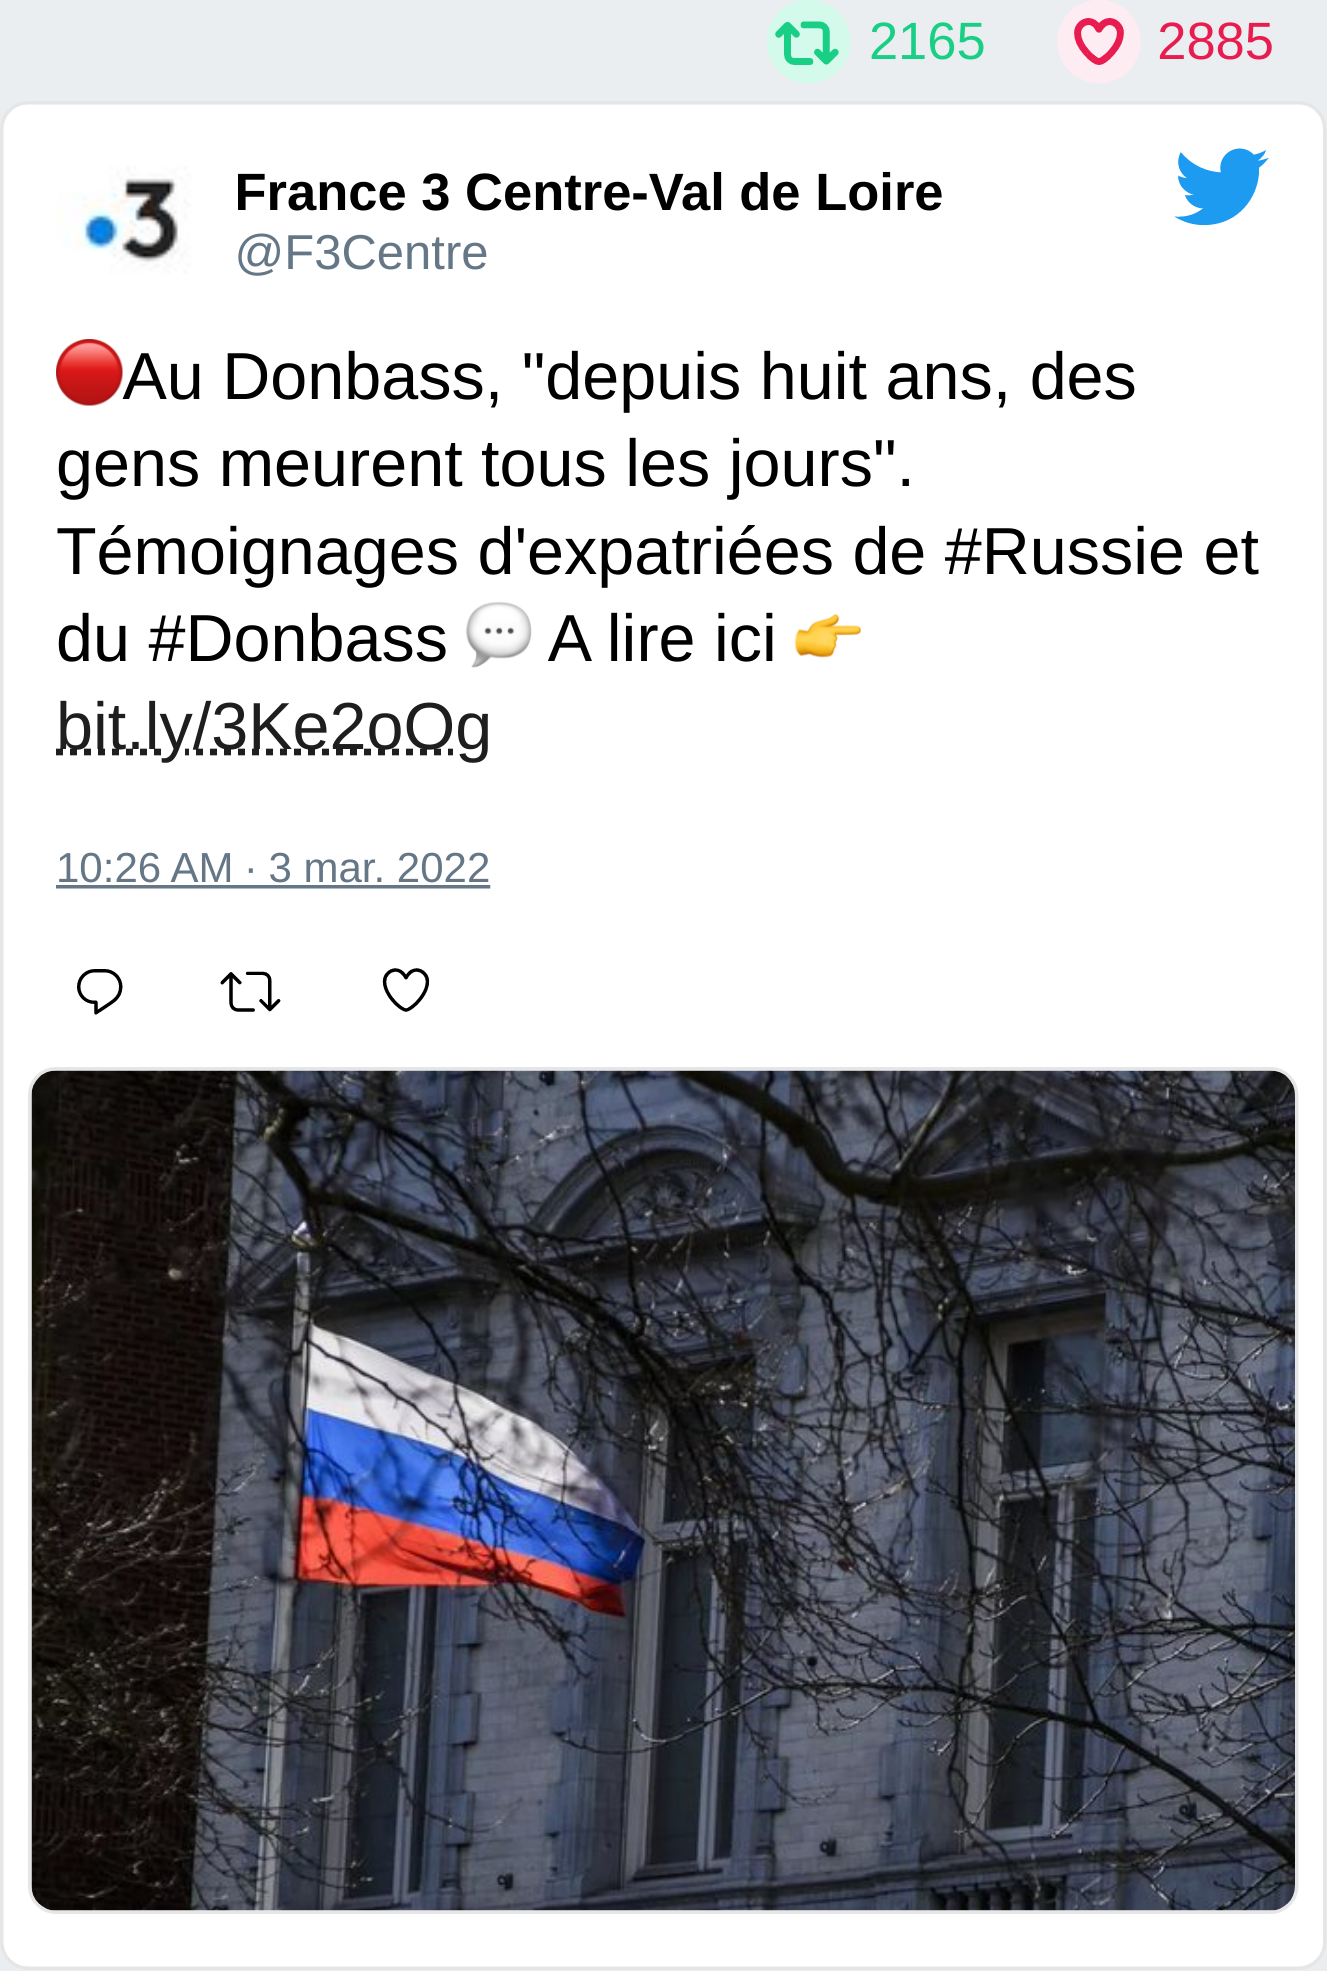 2165 2885
3 France 3 Centre-Val de Loire
@F3Centre
🔴Au Donbass, "depuis huit ans, des
gens meurent tous les jours".
Témoignages d'expatriées de #Russie et
du #Donbass 💬 A lire ici 👉
bit.ly/3Ke2oOg
10:26 AM · 3 mar. 2022